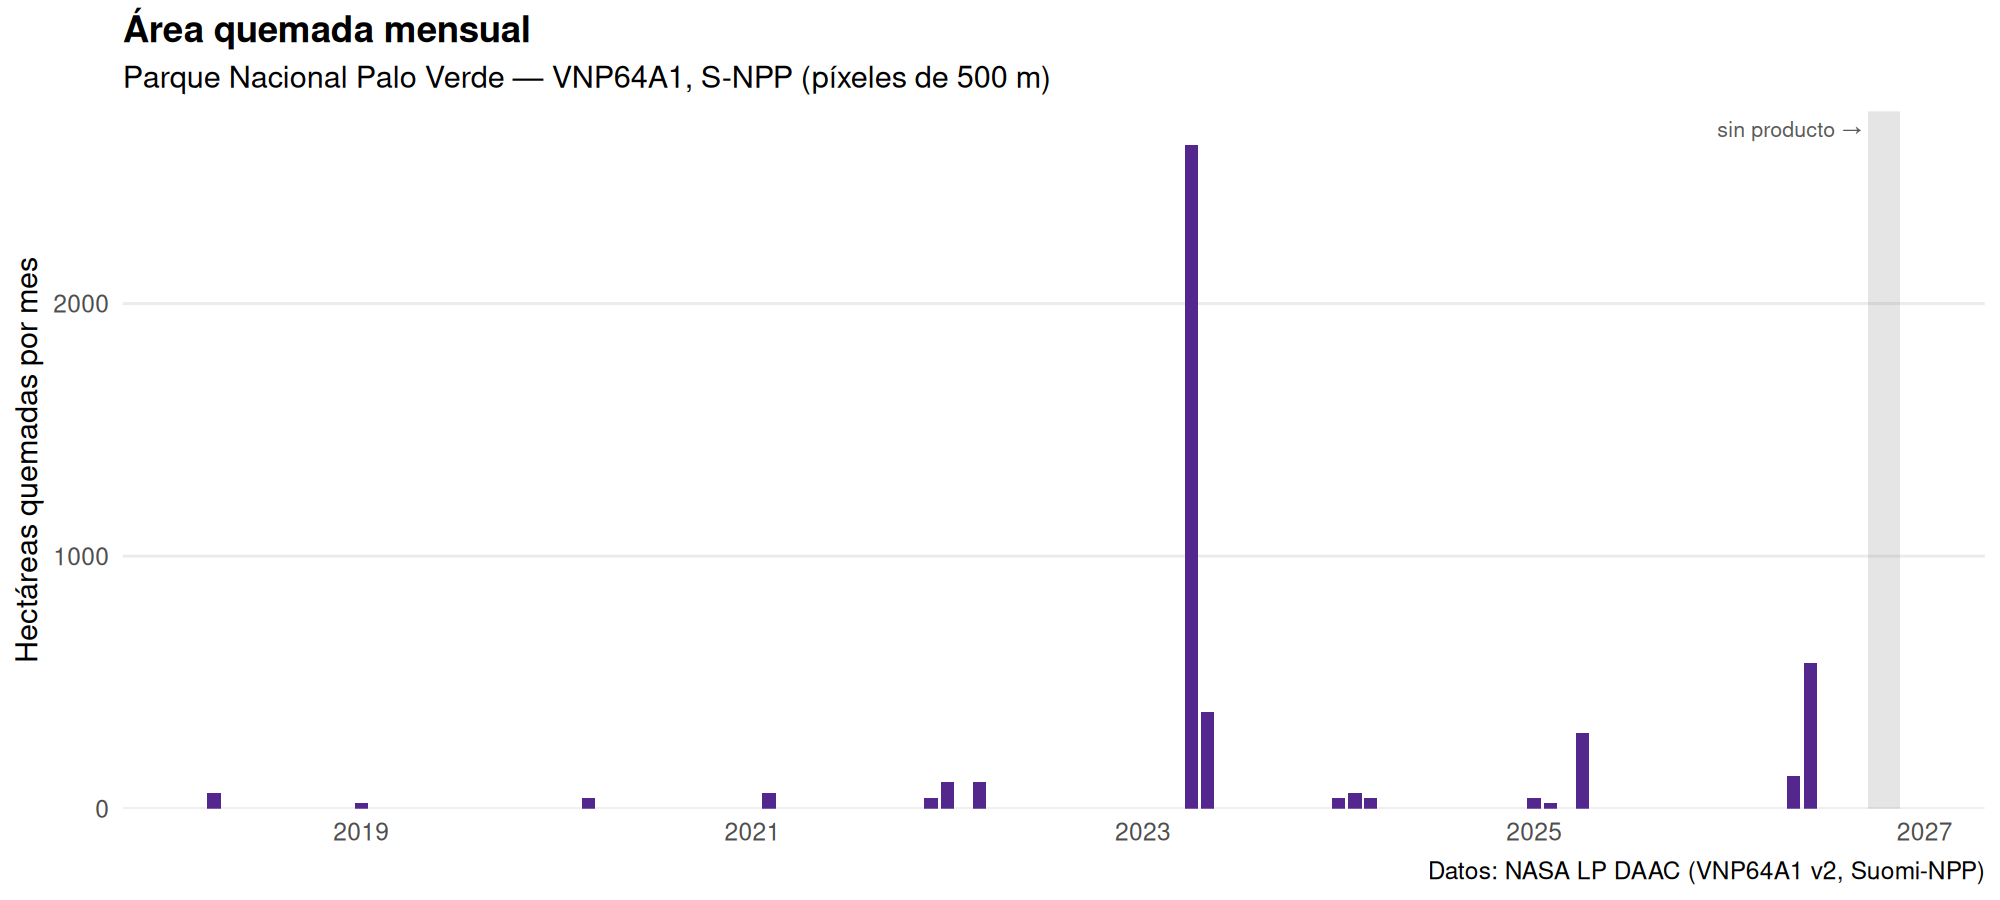 Área quemada mensual
Parque Nacional Palo Verde — VNP64A1, S-NPP (píxeles de 500 m)
sin producto →
Hectáreas quemadas por mes
2000
1000
0
2019
2021
2023
2025
2027
Datos: NASA LP DAAC (VNP64A1 v2, Suomi-NPP)